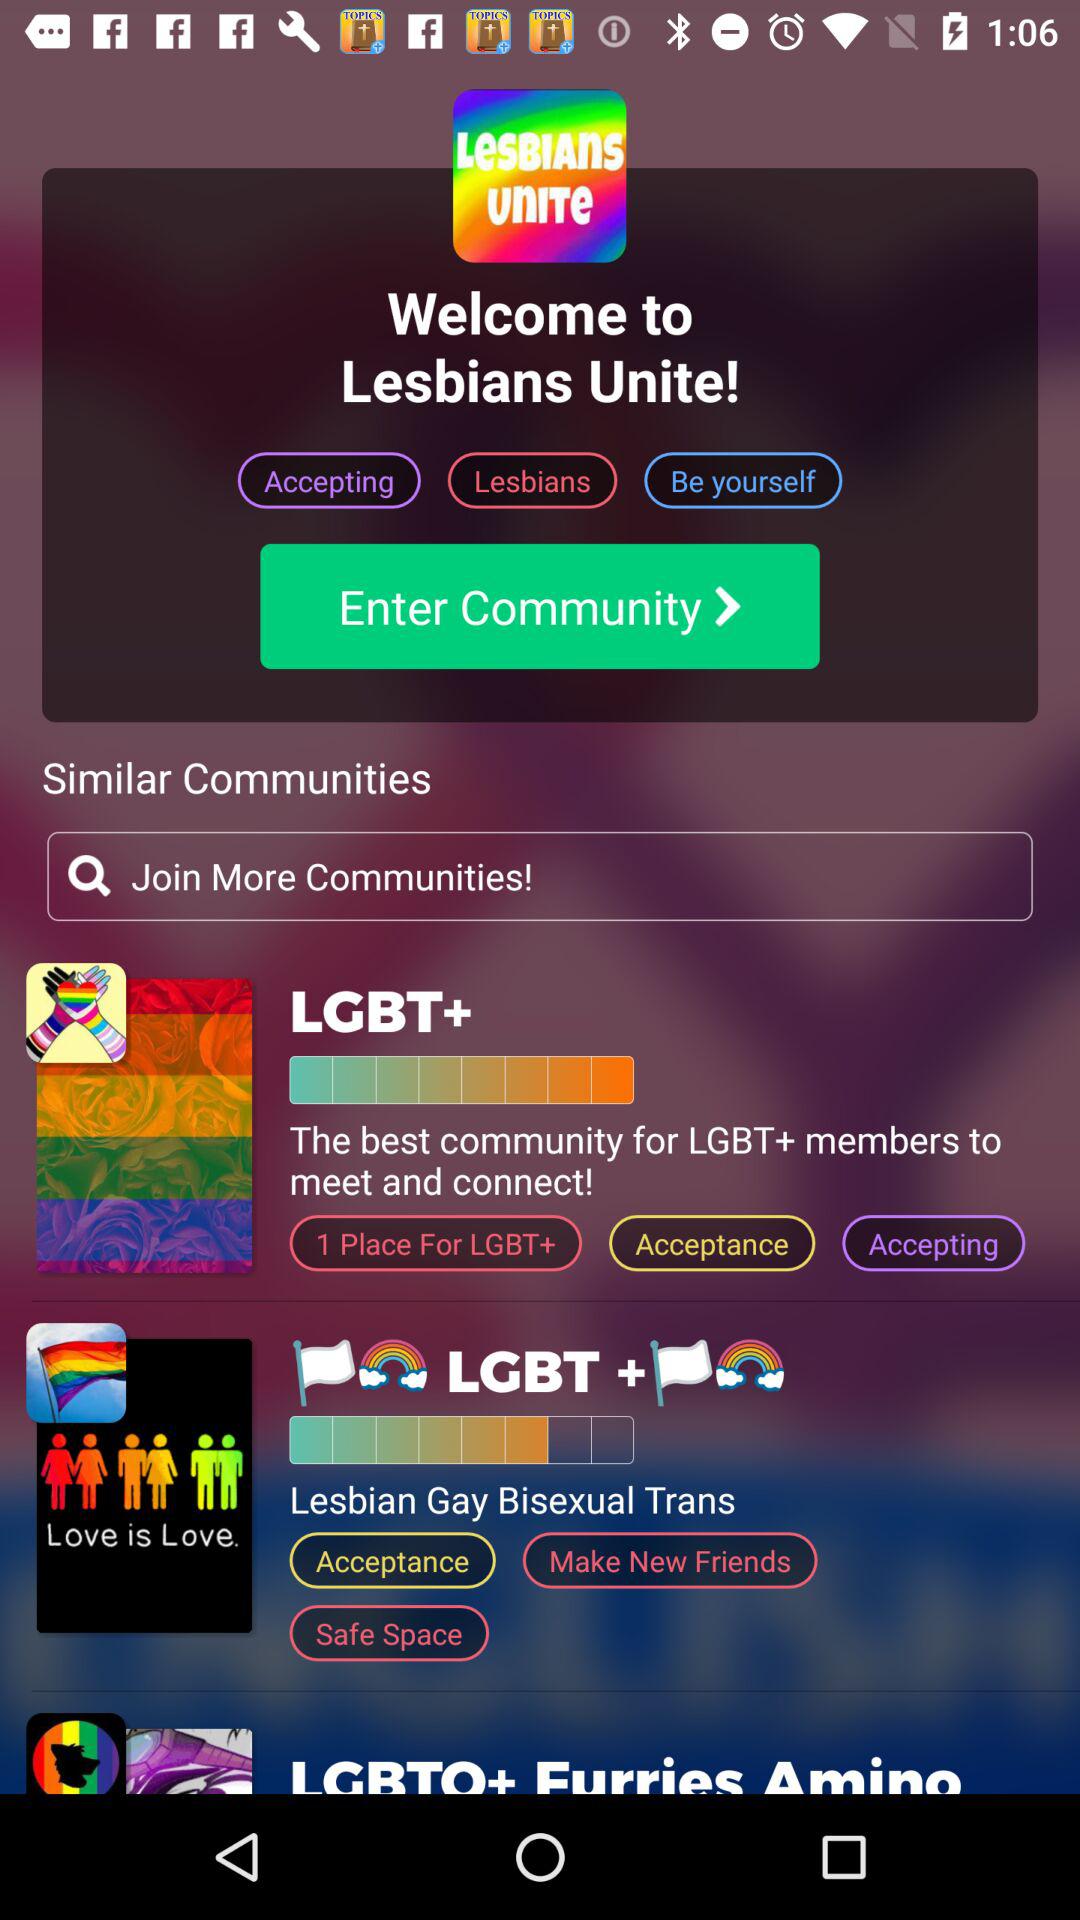 TOPICS TOPICS TOPICS 1:06
LESBIANS
UNITE
Welcome to
Lesbians Unite!
Accepting Lesbians Be yourself
Enter Community
Similar Communities
Join More Communities!
LGBT+
The best community for LGBT+ members to
meet and connect!
1 Place For LGBT+ Acceptance Accepting
🏳️🌈 LGBT +🏳️🌈
Love is Love.
Lesbian Gay Bisexual Trans
Acceptance Make New Friends
Safe Space
LGBTQ+ Furries Amino